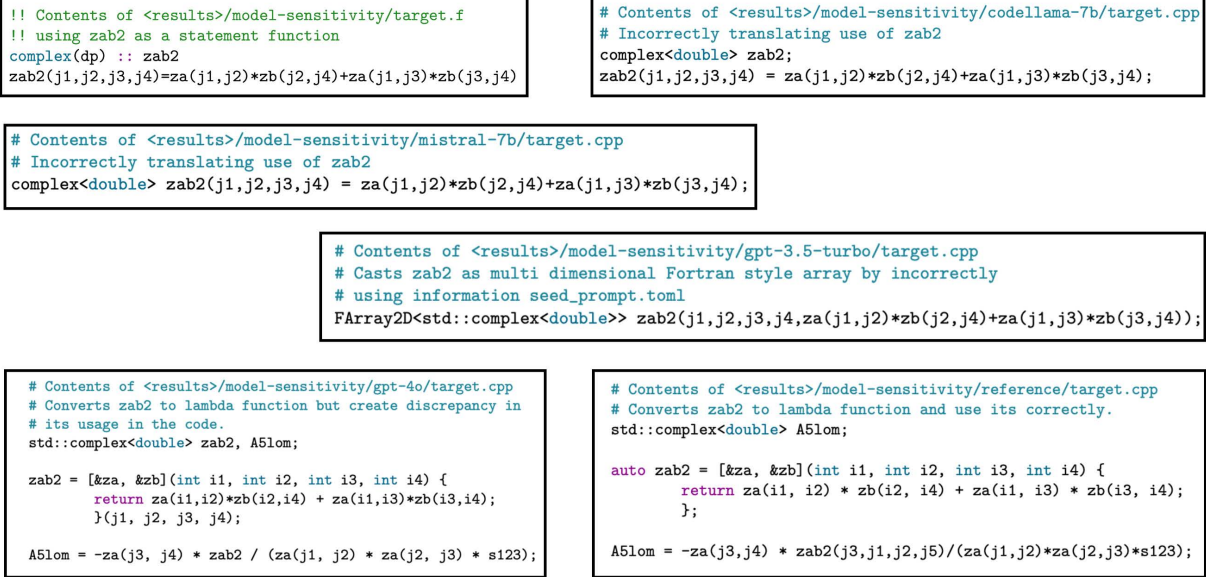 !! Contents of <results>/model-sensitivity/target.f
!! using zab2 as a statement function
complex(dp) :: zab2
zab2(j1,j2,j3,j4)=za(j1,j2)*zb(j2,j4)+za(j1,j3)*zb(j3,j4)
# Contents of <results>/model-sensitivity/codellama-7b/target.cpp
# Incorrectly translating use of zab2
complex<double> zab2;
zab2(j1,j2,j3,j4) = za(j1,j2)*zb(j2,j4)+za(j1,j3)*zb(j3,j4);
# Contents of <results>/model-sensitivity/mistral-7b/target.cpp
# Incorrectly translating use of zab2
complex<double> zab2(j1,j2,j3,j4) = za(j1,j2)*zb(j2,j4)+za(j1,j3)*zb(j3,j4);
# Contents of <results>/model-sensitivity/gpt-3.5-turbo/target.cpp
# Casts zab2 as multi dimensional Fortran style array by incorrectly
# using information seed_prompt.toml
FArray2D<std::complex<double>> zab2(j1,j2,j3,j4,za(j1,j2)*zb(j2,j4)+za(j1,j3)*zb(j3,j4));
# Contents of <results>/model-sensitivity/gpt-4o/target.cpp
# Converts zab2 to lambda function but create discrepancy in
# its usage in the code.
std::complex<double> zab2, A5lom;
zab2 = [&za, &zb](int i1, int i2, int i3, int i4) {
return za(i1,i2)*zb(i2,i4) + za(i1,i3)*zb(i3,i4);
}(j1, j2, j3, j4);
A5lom = -za(j3, j4) * zab2 / (za(j1, j2) * za(j2, j3) * s123);
# Contents of <results>/model-sensitivity/reference/target.cpp
# Converts zab2 to lambda function and use its correctly.
std::complex<double> A5lom;
auto zab2 = [&za, &zb](int i1, int i2, int i3, int i4) {
return za(i1, i2) * zb(i2, i4) + za(i1, i3) * zb(i3, i4);
};
A5lom = -za(j3,j4) * zab2(j3,j1,j2,j5)/(za(j1,j2)*za(j2,j3)*s123);